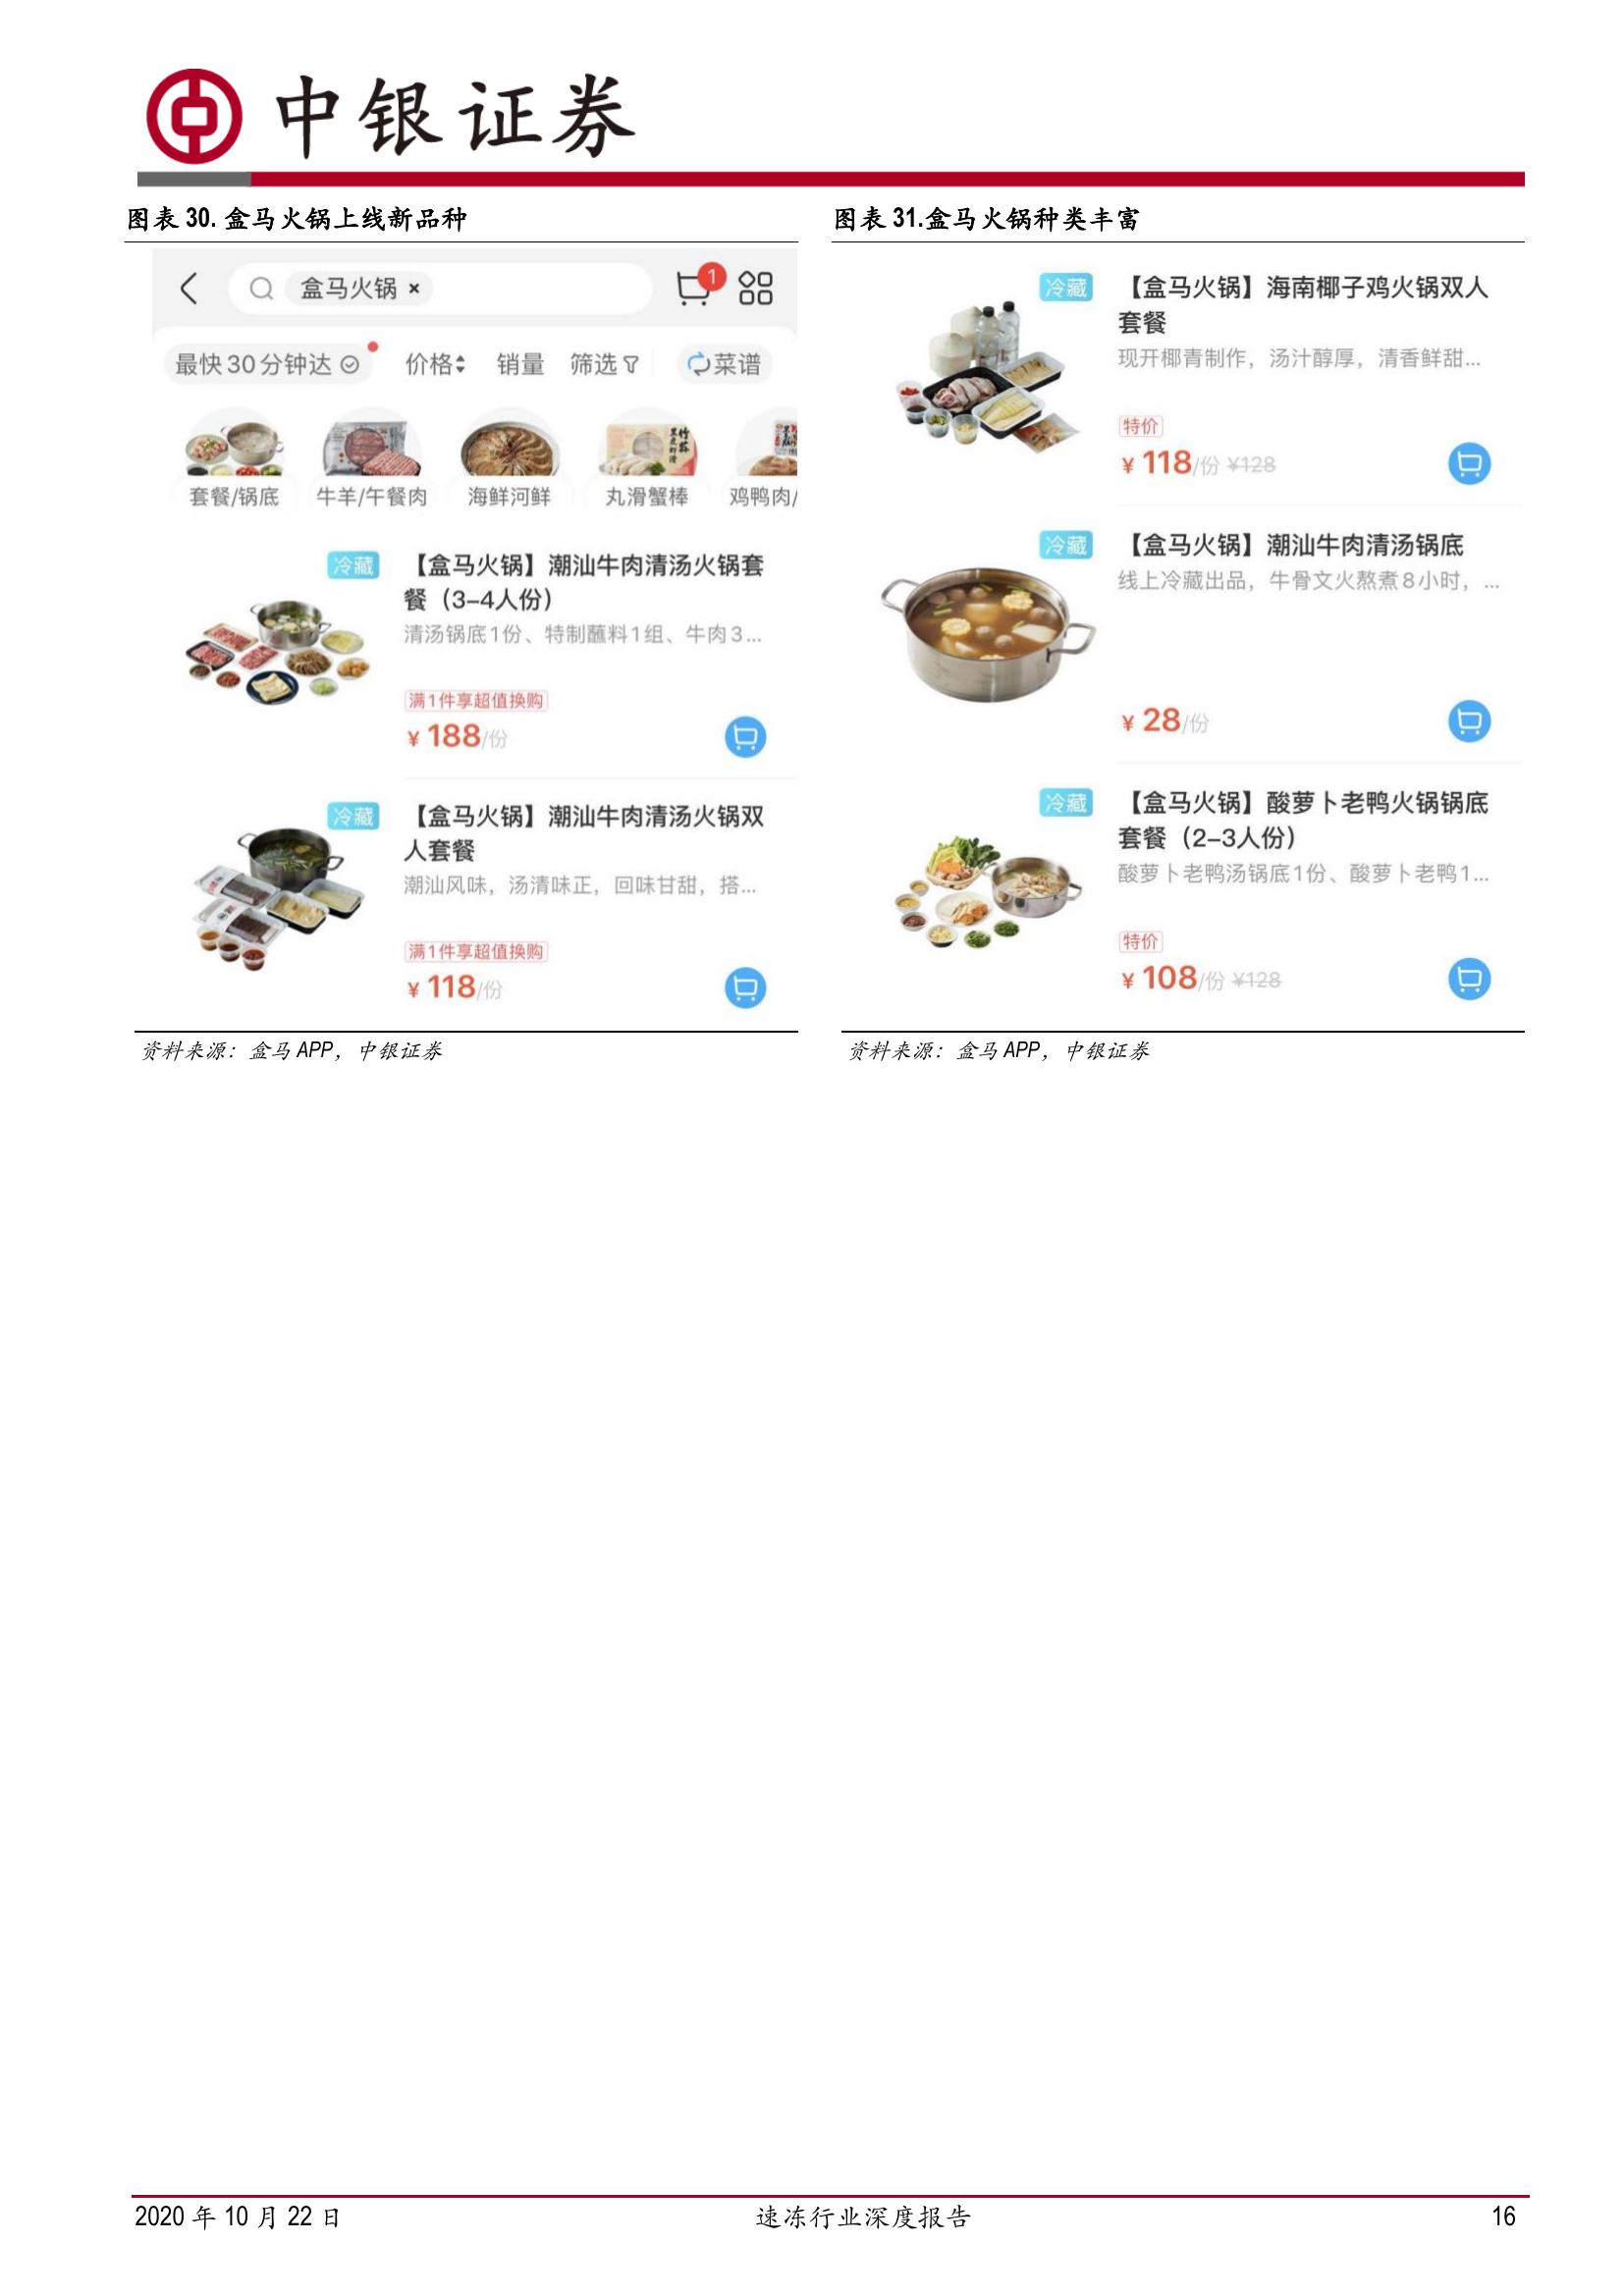 中银证券
图表 30. 盒马火锅上线新品种
盒马火锅 ×
1
最快30分钟达
价格
销量
筛选
菜谱
套餐/锅底
牛羊/午餐肉
海鲜河鲜
丸滑蟹棒
鸡鸭肉/
冷藏
【盒马火锅】潮汕牛肉清汤火锅套
餐（3–4人份）
清汤锅底1份、特制蘸料1组、牛肉3...
满1件享超值换购
¥ 188/份
冷藏
【盒马火锅】潮汕牛肉清汤火锅双
人套餐
潮汕风味，汤清味正，回味甘甜，搭...
满1件享超值换购
¥ 118/份
资料来源：盒马 APP，中银证券
图表 31.盒马火锅种类丰富
冷藏
【盒马火锅】海南椰子鸡火锅双人
套餐
现开椰青制作，汤汁醇厚，清香鲜甜...
特价
¥ 118/份 ¥128
冷藏
【盒马火锅】潮汕牛肉清汤锅底
线上冷藏出品，牛骨文火熬煮8小时，...
¥ 28/份
冷藏
【盒马火锅】酸萝卜老鸭火锅锅底
套餐（2–3人份）
酸萝卜老鸭汤锅底1份、酸萝卜老鸭1...
特价
¥ 108/份 ¥128
资料来源：盒马 APP，中银证券
2020 年 10 月 22 日
速冻行业深度报告
16